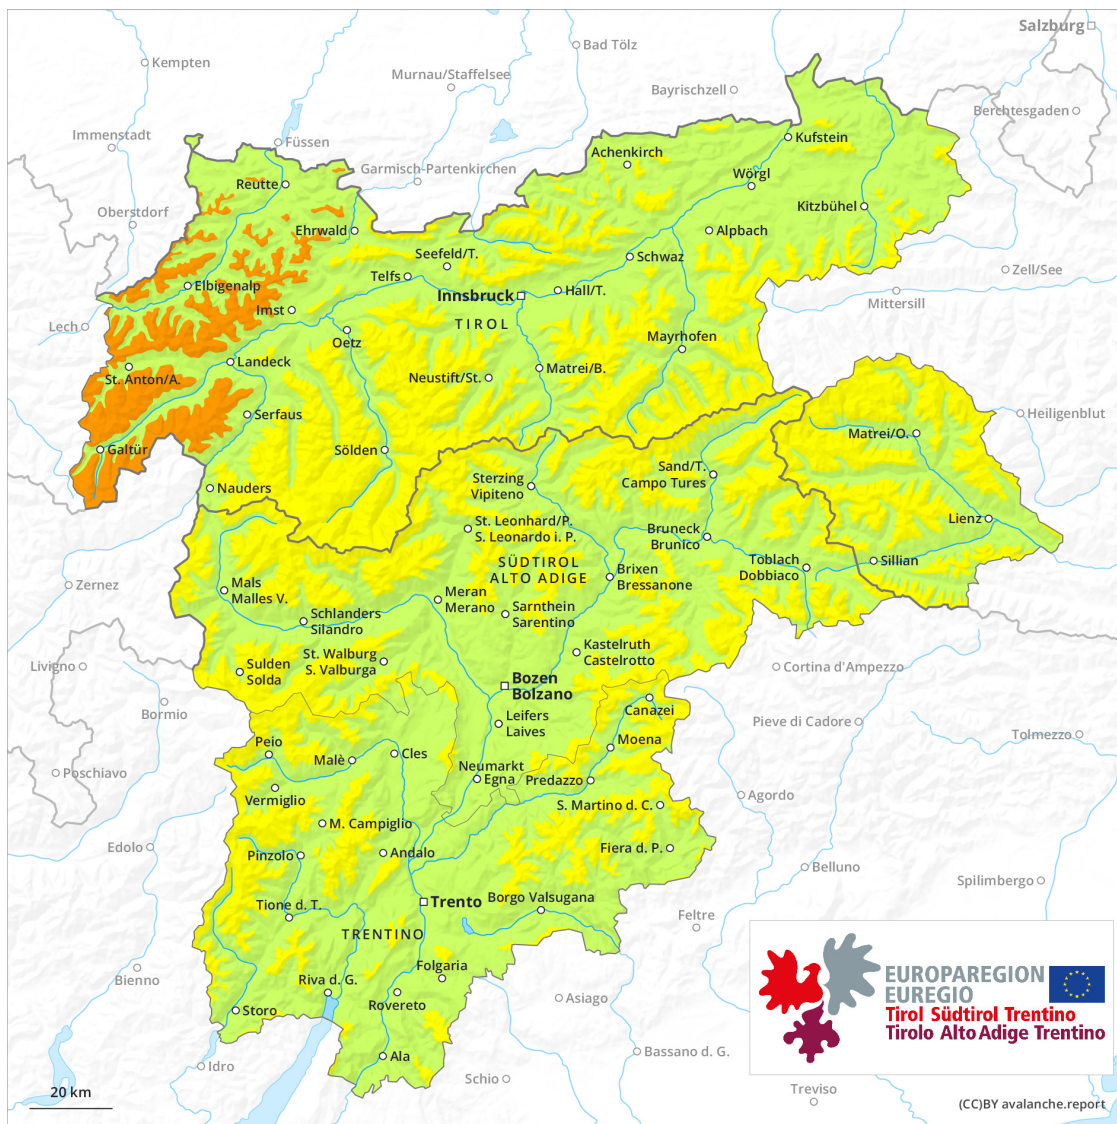 Salzburg
Bad Tölz
Kempten
Murnau/Staffelsee
Bayrischzell
Berchtesgaden
Immenstadt
Füssen
Kufstein
Achenkirch
Garmisch-Partenkirchen
Wörgl
Reutte
Oberstdorf
Kitzbühel
Ehrwald
Alpbach
Seefeld/T.
Schwaz
Zell/See
Telfs
Elbigenalp
Innsbruck
Hall/T.
Mittersill
Imst
TIROL
Lech
Oetz
Mayrhofen
Landeck
Matrei/B.
St. Anton/A.
Neustift/St.
Serfaus
Heiligenblut
Matrei/O.
Galtür
Sölden
Sand/T.
Campo Tures
Sterzing
Vipiteno
Nauders
Lienz
St. Leonhard/P.
S. Leonardo i. P.
Bruneck
Brunico
SÜDTIROL
ALTO ADIGE
Toblach
Dobbiaco
Sillian
Brixen
Bressanone
Zernez
Mals
Malles V.
Meran
Merano
Schlanders
Silandro
Sarnthein
Sarentino
Kastelruth
Castelrotto
St. Walburg
S. Valburga
Livigno
Sulden
Solda
Cortina d'Ampezzo
Bozen
Bolzano
Bormio
Canazei
Leifers
Laives
Pieve di Cadore
Tolmezzo
Moena
Peio
Cles
Malè
Neumarkt
Egna
Predazzo
Poschiavo
Vermiglio
Agordo
S. Martino d. C.
M. Campiglio
Edolo
Fiera d. P.
Pinzolo
Andalo
Belluno
Spilimbergo
Borgo Valsugana
Trento
Tione d. T.
Feltre
TRENTINO
Folgaria
Bienno
Riva d. G.
Rovereto
Asiago
Storo
EUROPAREGION
EUREGIO
Tirol Südtirol Trentino
Tirolo Alto Adige Trentino
Ala
Bassano d. G.
Idro
Schio
Treviso
20 km
(CC)BY avalanche.report